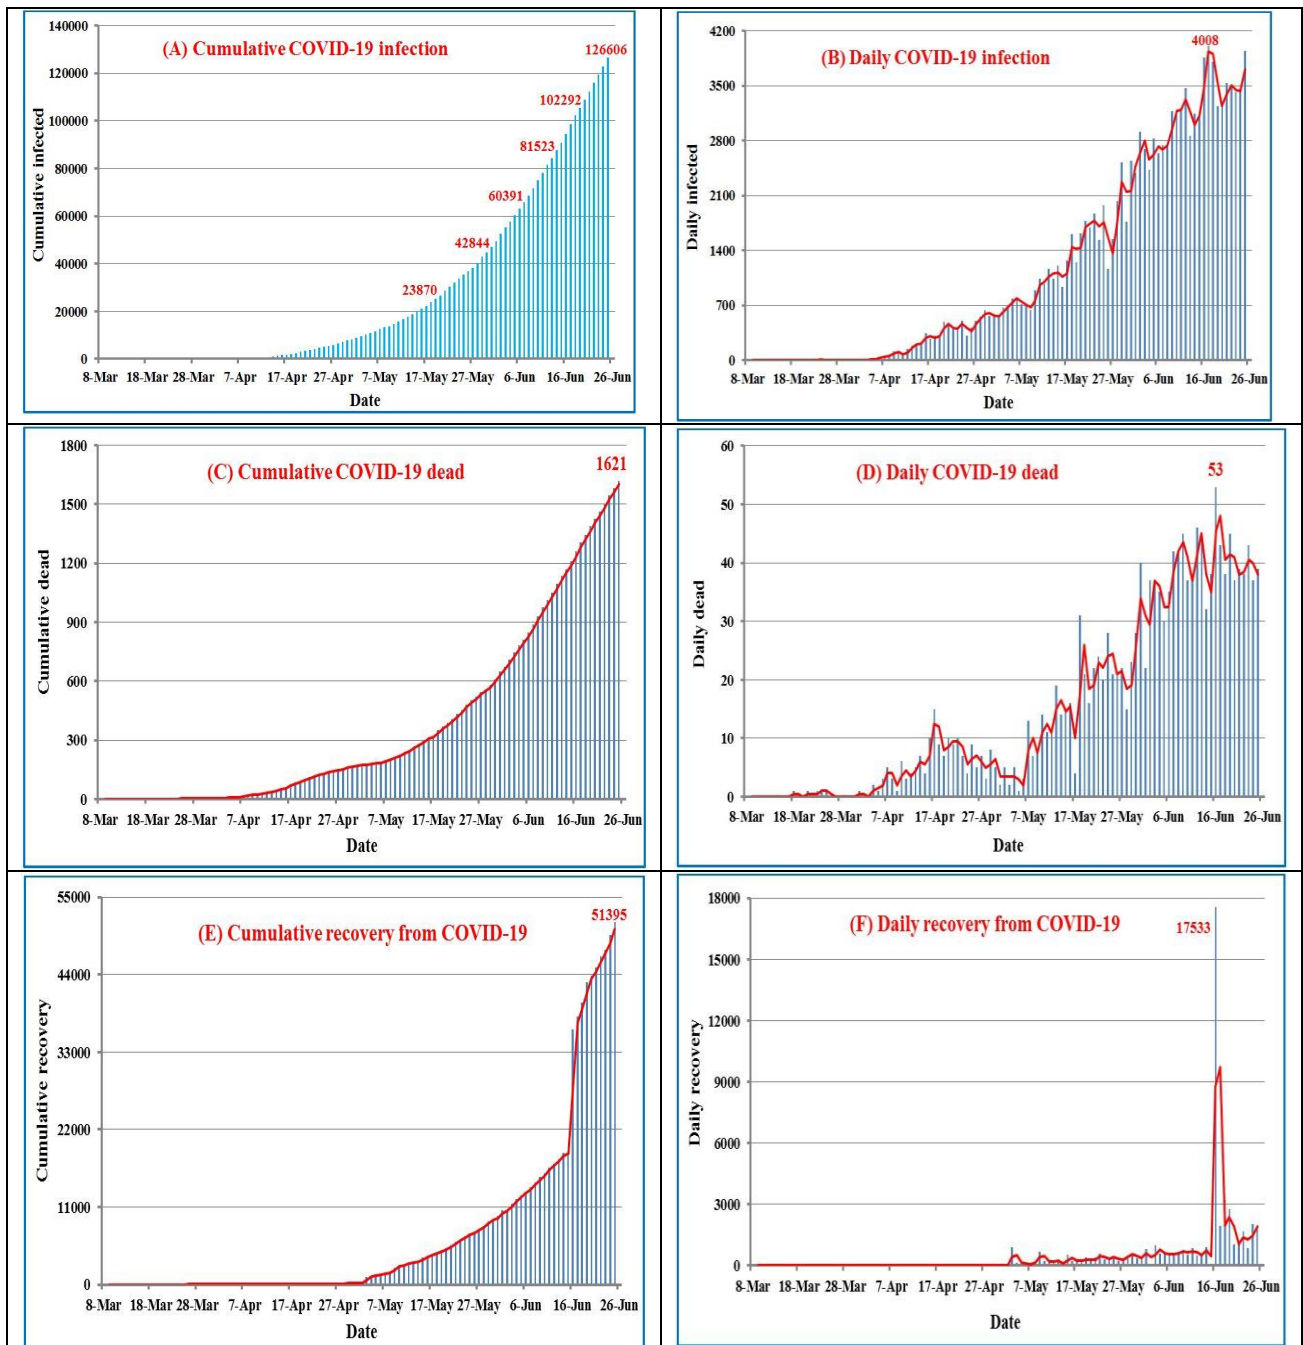 (A) Cumulative COVID-19 infection
Cumulative infected
140000
120000
100000
80000
60000
40000
20000
0
126606
102292
81523
60391
42844
23870
8-Mar 18-Mar 28-Mar 7-Apr 17-Apr 27-Apr 7-May 17-May 27-May 6-Jun 16-Jun 26-Jun
Date
(B) Daily COVID-19 infection
Daily infected
4200
3500
2800
2100
1400
700
0
4008
8-Mar 18-Mar 28-Mar 7-Apr 17-Apr 27-Apr 7-May 17-May 27-May 6-Jun 16-Jun 26-Jun
Date
(C) Cumulative COVID-19 dead
Cumulative dead
1800
1500
1200
900
600
300
0
1621
8-Mar 18-Mar 28-Mar 7-Apr 17-Apr 27-Apr 7-May 17-May 27-May 6-Jun 16-Jun 26-Jun
Date
(D) Daily COVID-19 dead
Daily dead
60
50
40
30
20
10
0
53
8-Mar 18-Mar 28-Mar 7-Apr 17-Apr 27-Apr 7-May 17-May 27-May 6-Jun 16-Jun 26-Jun
Date
(E) Cumulative recovery from COVID-19
Cumulative recovery
55000
44000
33000
22000
11000
0
51395
8-Mar 18-Mar 28-Mar 7-Apr 17-Apr 27-Apr 7-May 17-May 27-May 6-Jun 16-Jun 26-Jun
Date
(F) Daily recovery from COVID-19
Daily recovery
18000
15000
12000
9000
6000
3000
0
17533
8-Mar 18-Mar 28-Mar 7-Apr 17-Apr 27-Apr 7-May 17-May 27-May 6-Jun 16-Jun 26-Jun
Date